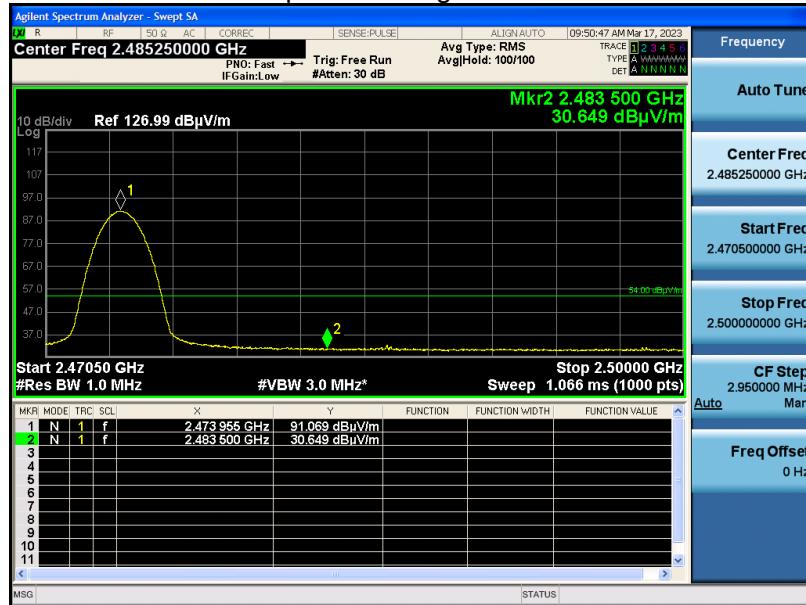 Agilent Spectrum Analyzer - Swept SA
LXI R RF 50 Ω AC CORREC SENSE:PULSE ALIGN AUTO 09:50:47 AM Mar 17, 2023
Center Freq 2.485250000 GHz
PNO: Fast
IFGain:Low
Trig: Free Run
#Atten: 30 dB
Avg Type: RMS
Avg|Hold: 100/100
TRACE 1 2 3 4 5 6
TYPE A WWWWW
DET A N N N N N
Mkr2 2.483 500 GHz
30.649 dBµV/m
10 dB/div Ref 126.99 dBµV/m
Log
117
107
97.0
87.0
77.0
67.0
57.0
47.0
37.0
1
2
54.00 dBµV/m
Start 2.47050 GHz Stop 2.50000 GHz
#Res BW 1.0 MHz #VBW 3.0 MHz* Sweep 1.066 ms (1000 pts)
MKR MODE TRC SCL X Y FUNCTION FUNCTION WIDTH FUNCTION VALUE
1 N 1 f 2.473 955 GHz 91.069 dBµV/m
2 N 1 f 2.483 500 GHz 30.649 dBµV/m
3
4
5
6
7
8
9
10
11
MSG STATUS
Frequency
Auto Tune
Center Freq
2.485250000 GHz
Start Freq
2.470500000 GHz
Stop Freq
2.500000000 GHz
CF Step
2.950000 MHz
Auto Man
Freq Offset
0 Hz